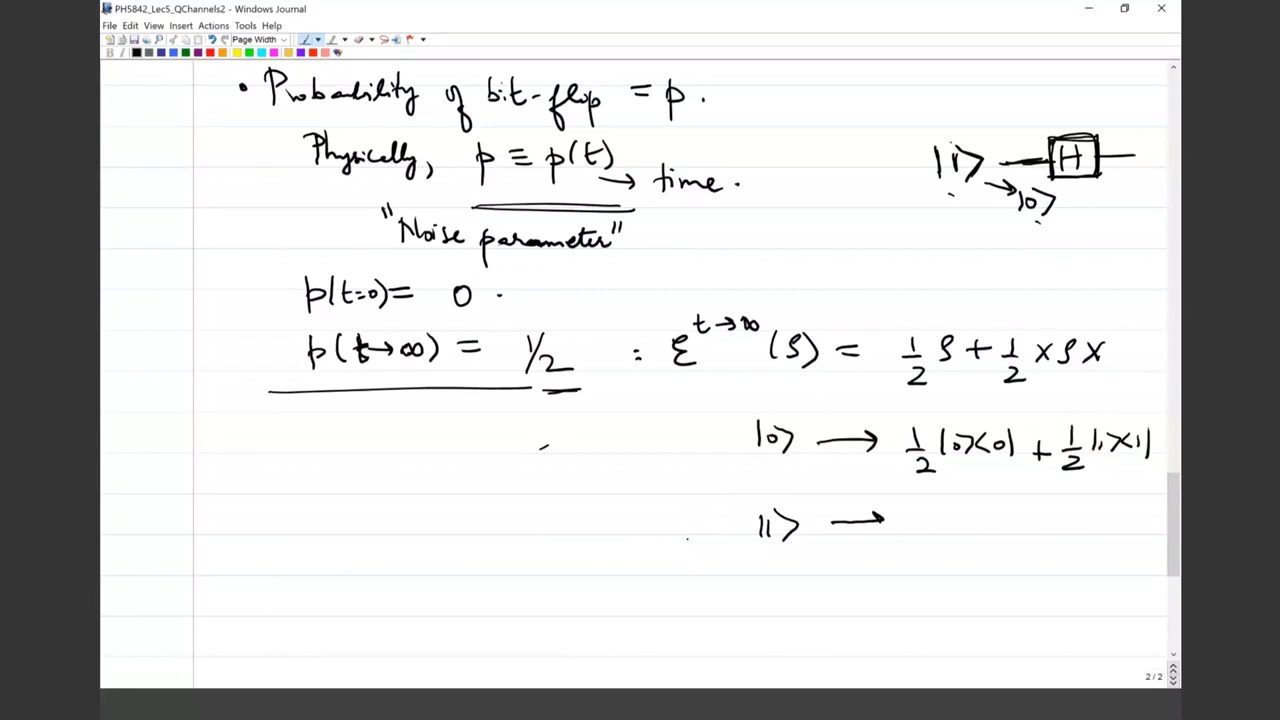 PH5842_Lec5_QChannels2 - Windows Journal
File Edit View Insert Actions Tools Help
Page Width
• Probability of bit-flip = p.
Physically, p ≡ p(t) → time.
"Noise parameter"
|1⟩ — H —
→ |0⟩
p(t=0) = 0.
p(t→∞) = 1/2 : ℰ^{t→∞}(ρ) = 1/2 ρ + 1/2 XρX
|0⟩ → 1/2 |0⟩⟨0| + 1/2 |1⟩⟨1|
|1⟩ →
2 / 2